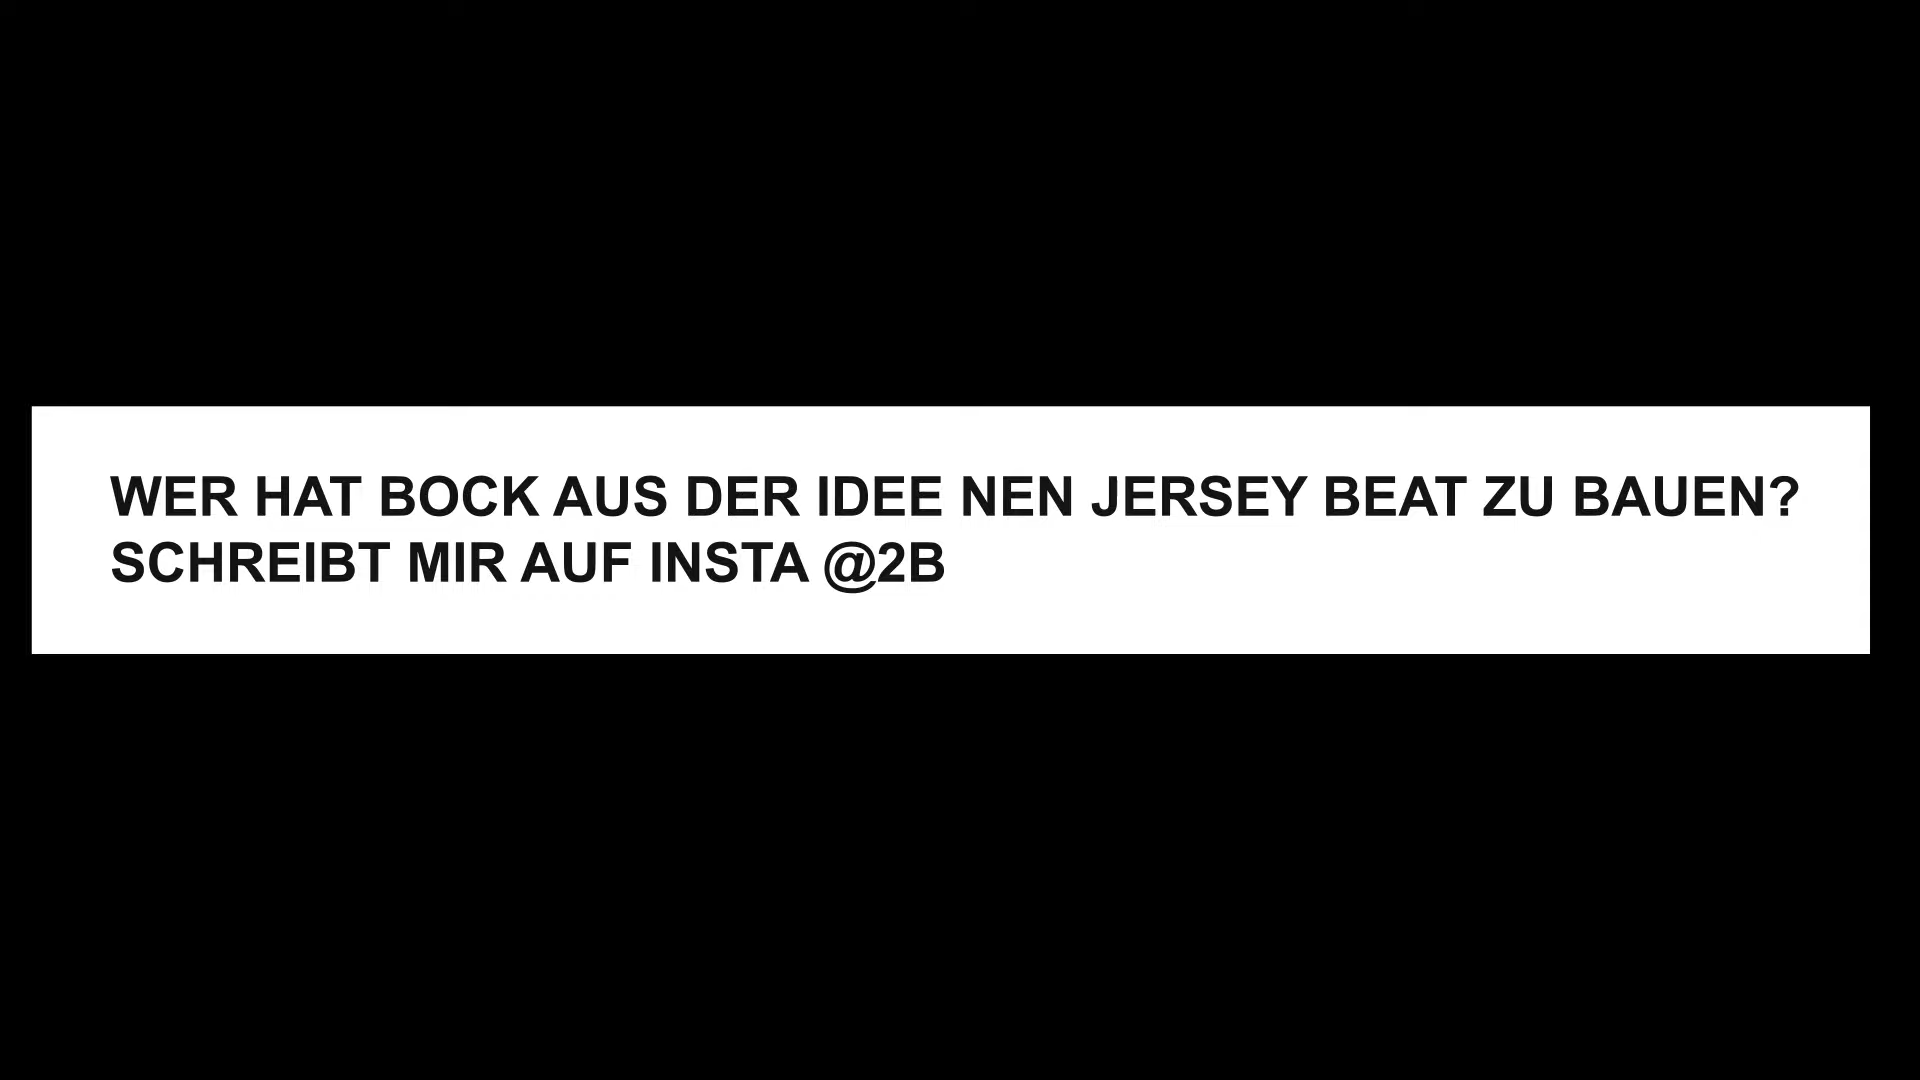 WER HAT BOCK AUS DER IDEE NEN JERSEY BEAT ZU BAUEN?
SCHREIBT MIR AUF INSTA @2B